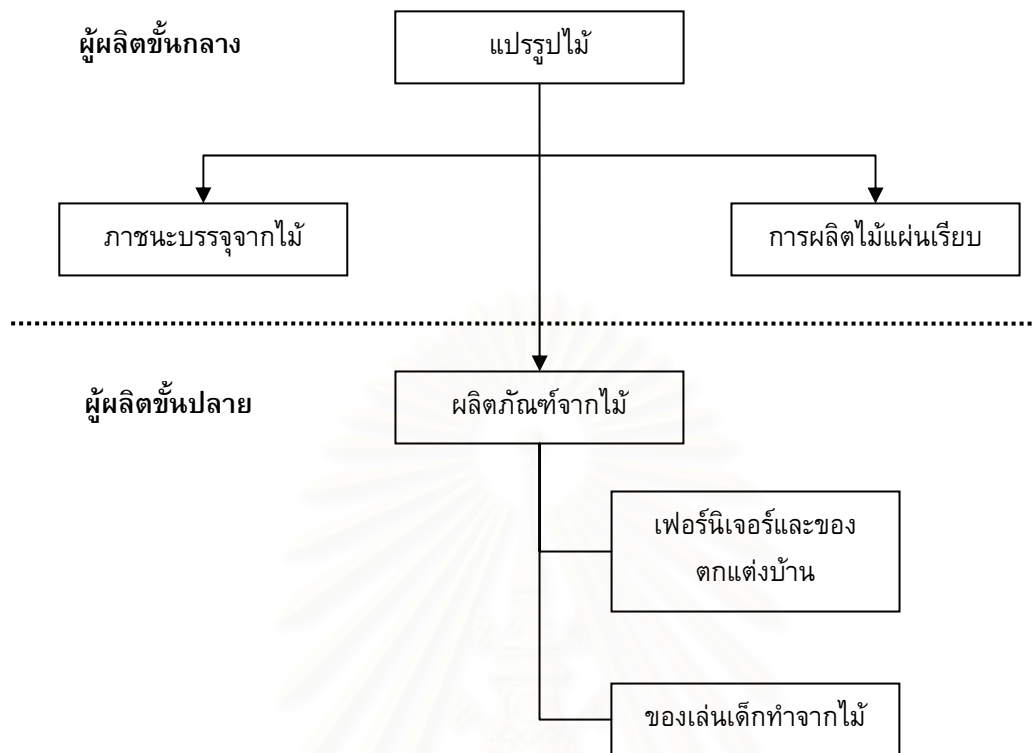 ผู้ผลิตขั้นกลาง
แปรรูปไม้
ภาชนะบรรจุจากไม้
การผลิตไม้แผ่นเรียบ
ผู้ผลิตขั้นปลาย
ผลิตภัณฑ์จากไม้
เฟอร์นิเจอร์และของ
ตกแต่งบ้าน
ของเล่นเด็กทำจากไม้